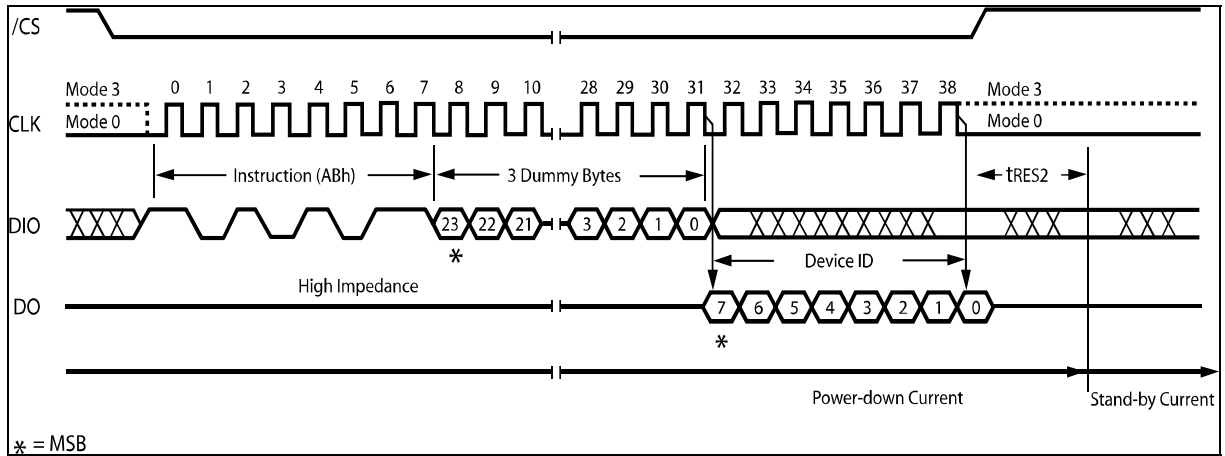 /CS
Mode 3 0 1 2 3 4 5 6 7 8 9 10 28 29 30 31 32 33 34 35 36 37 38 Mode 3
CLK Mode 0 Mode 0
Instruction (ABh) 3 Dummy Bytes tRES2
DIO 23 22 21 3 2 1 0
* Device ID
High Impedance
DO 7 6 5 4 3 2 1 0
*
Power-down Current Stand-by Current
* = MSB